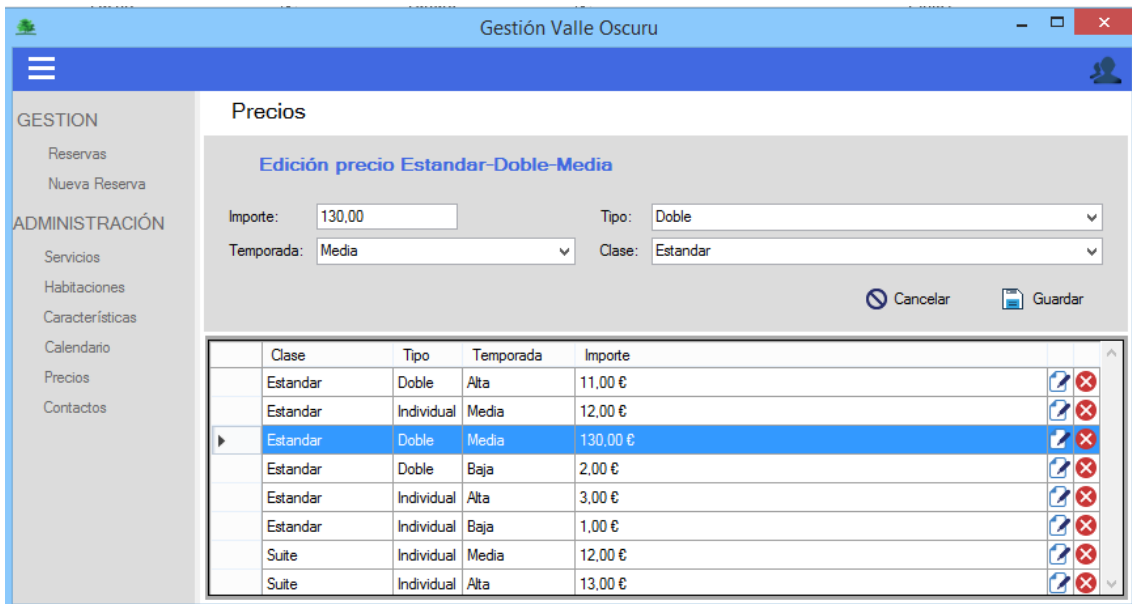 Gestión Valle Oscuru
GESTION
Reservas
Nueva Reserva
ADMINISTRACIÓN
Servicios
Habitaciones
Características
Calendario
Precios
Contactos
Precios
Edición precio Estandar-Doble-Media
Importe: 130,00 Tipo: Doble
Temporada: Media Clase: Estandar
Cancelar Guardar
Clase Tipo Temporada Importe
Estandar Doble Alta 11,00 €
Estandar Individual Media 12,00 €
Estandar Doble Media 130,00 €
Estandar Doble Baja 2,00 €
Estandar Individual Alta 3,00 €
Estandar Individual Baja 1,00 €
Suite Individual Media 12,00 €
Suite Individual Alta 13,00 €